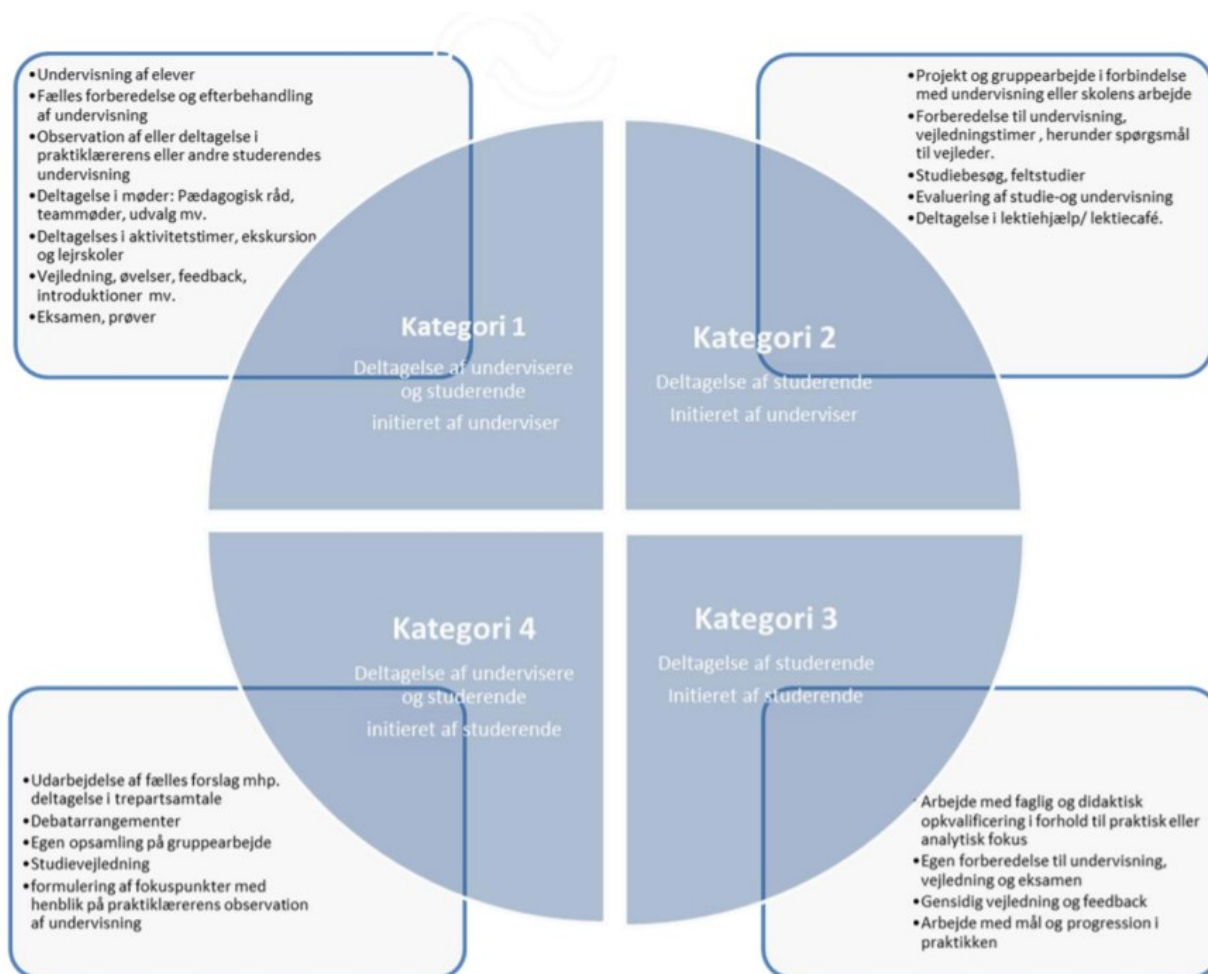 •Undervisning af elever
•Fælles forberedelse og efterbehandling
af undervisning
•Observation af eller deltagelse i
praktiklærerens eller andre studerendes
undervisning
•Deltagelse i møder: Pædagogisk råd,
teammøder, udvalg mv.
•Deltagelses i aktivitetstimer, ekskursion
og lejrskoler
•Vejledning, øvelser, feedback,
introduktioner mv.
•Eksamen, prøver
Kategori 1
Deltagelse af undervisere
og studerende
initieret af underviser
•Projekt og gruppearbejde i forbindelse
med undervisning eller skolens arbejde
•Forberedelse til undervisning,
vejledningstimer , herunder spørgsmål
til vejleder.
•Studiebesøg, feltstudier
•Evaluering af studie-og undervisning
•Deltagelse i lektiehjælp/ lektiecafé.
Kategori 2
Deltagelse af studerende
Initieret af underviser
Kategori 4
Deltagelse af undervisere
og studerende
initieret af studerende
•Udarbejdelse af fælles forslag mhp.
deltagelse i trepartsamtale
•Debatarrangementer
•Egen opsamling på gruppearbejde
•Studievejledning
•formulering af fokuspunkter med
henblik på praktiklærerens observation
af undervisning
Kategori 3
Deltagelse af studerende
Initieret af studerende
•Arbejde med faglig og didaktisk
opkvalificering i forhold til praktisk eller
analytisk fokus
•Egen forberedelse til undervisning,
vejledning og eksamen
•Gensidig vejledning og feedback
•Arbejde med mål og progression i
praktikken